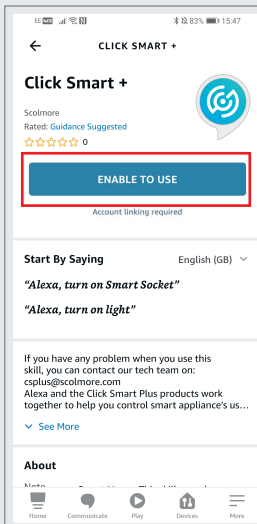 EE 83% 15:47
CLICK SMART +
Click Smart +
Scolmore
Rated: Guidance Suggested
0
ENABLE TO USE
Account linking required
Start By Saying English (GB)
“Alexa, turn on Smart Socket”
“Alexa, turn on light”
If you have any problem when you use this
skill, you can contact our tech team on:
csplus@scolmore.com
Alexa and the Click Smart Plus products work
together to help you control smart appliance’s us...
See More
About
Home Communicate Play Devices More